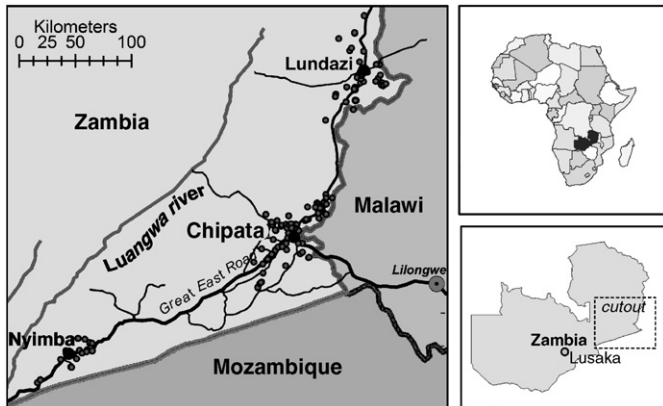 Kilometers
0 25 50 100
Lundazi
Zambia
Malawi
Luangwa river
Chipata
Great East Road
Lilongwe
Nyimba
Mozambique
cutout
Zambia
Lusaka